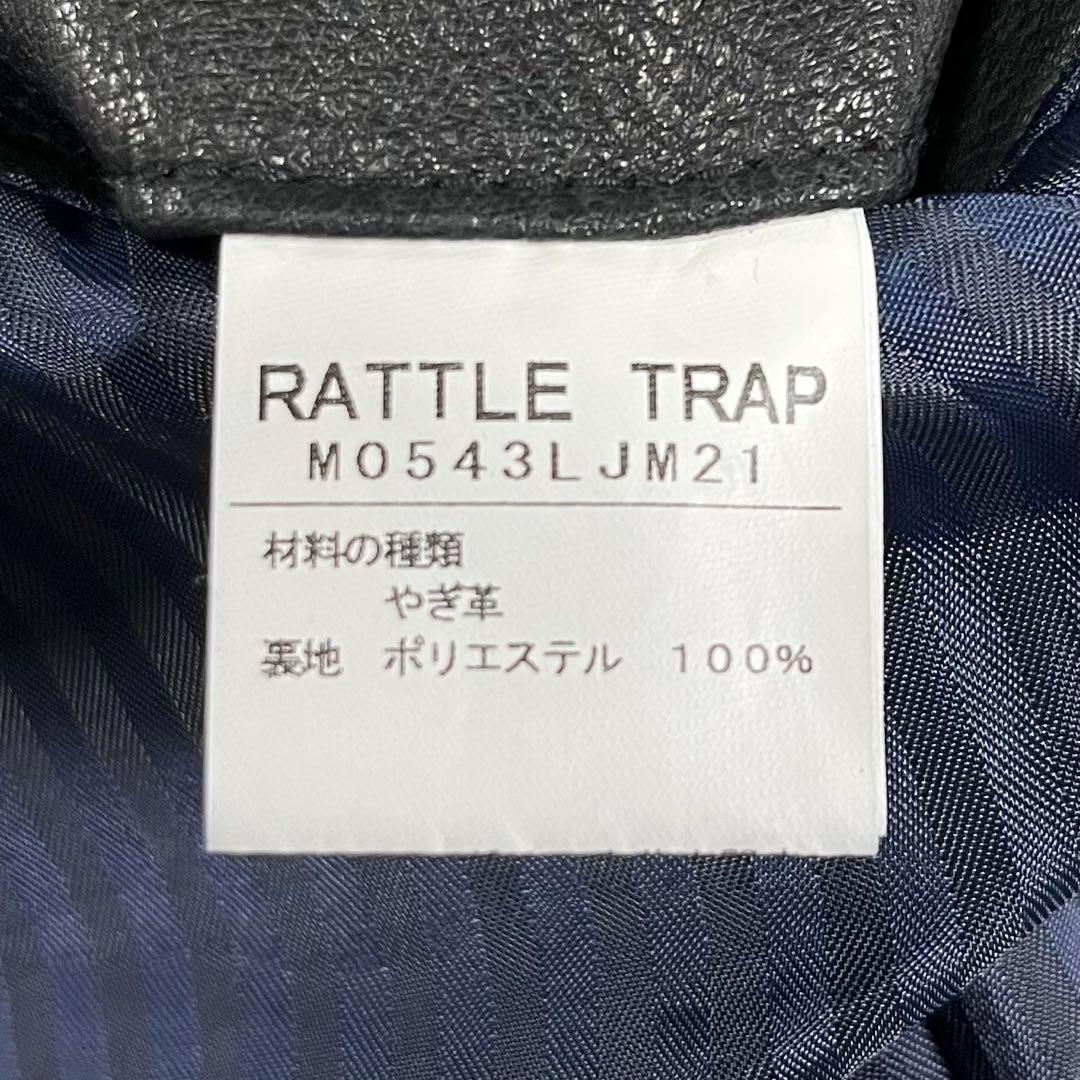 RATTLE TRAP
M0543LJM21
材料の種類
やぎ革
裏地 ポリエステル 100%